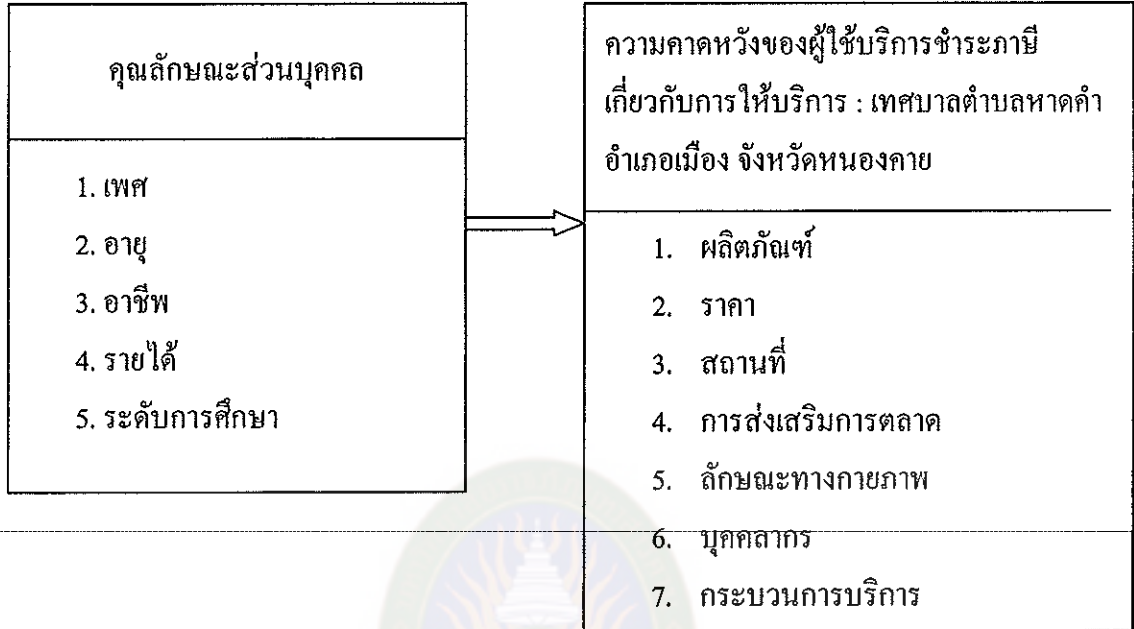 คุณลักษณะส่วนบุคคล
1. เพศ
2. อายุ
3. อาชีพ
4. รายได้
5. ระดับการศึกษา
ความคาดหวังของผู้ใช้บริการชำระภาษี
เกี่ยวกับการให้บริการ : เทศบาลตำบลหาดคำ
อำเภอเมือง จังหวัดหนองคาย
1. ผลิตภัณฑ์
2. ราคา
3. สถานที่
4. การส่งเสริมการตลาด
5. ลักษณะทางกายภาพ
6. บุคคลากร
7. กระบวนการบริการ